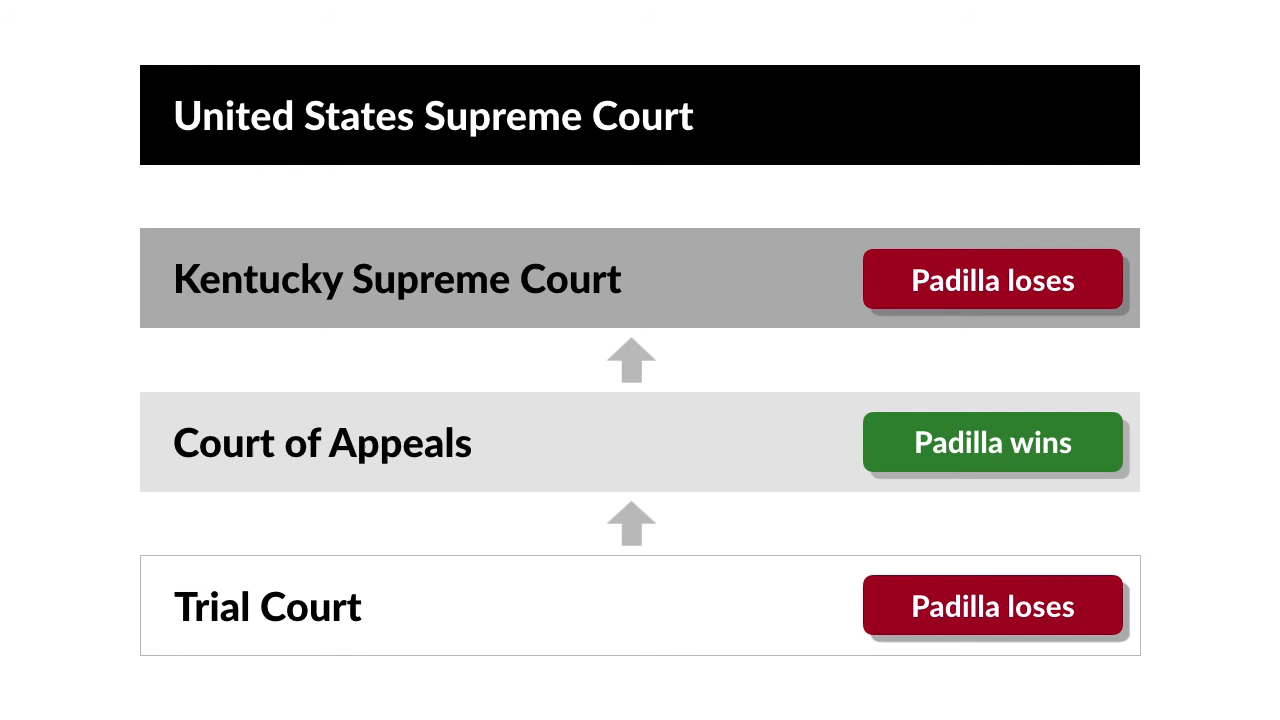 United States Supreme Court
Kentucky Supreme Court
Padilla loses
Court of Appeals
Padilla wins
Trial Court
Padilla loses